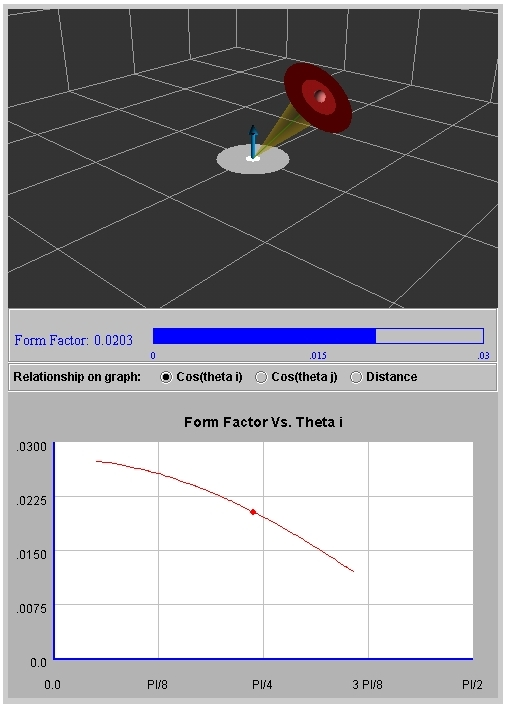 Form Factor: 0.0203
0 .015 .03
Relationship on graph: Cos(theta i) Cos(theta j) Distance
Form Factor Vs. Theta i
.0300
.0225
.0150
.0075
0.0
0.0 PI/8 PI/4 3 PI/8 PI/2